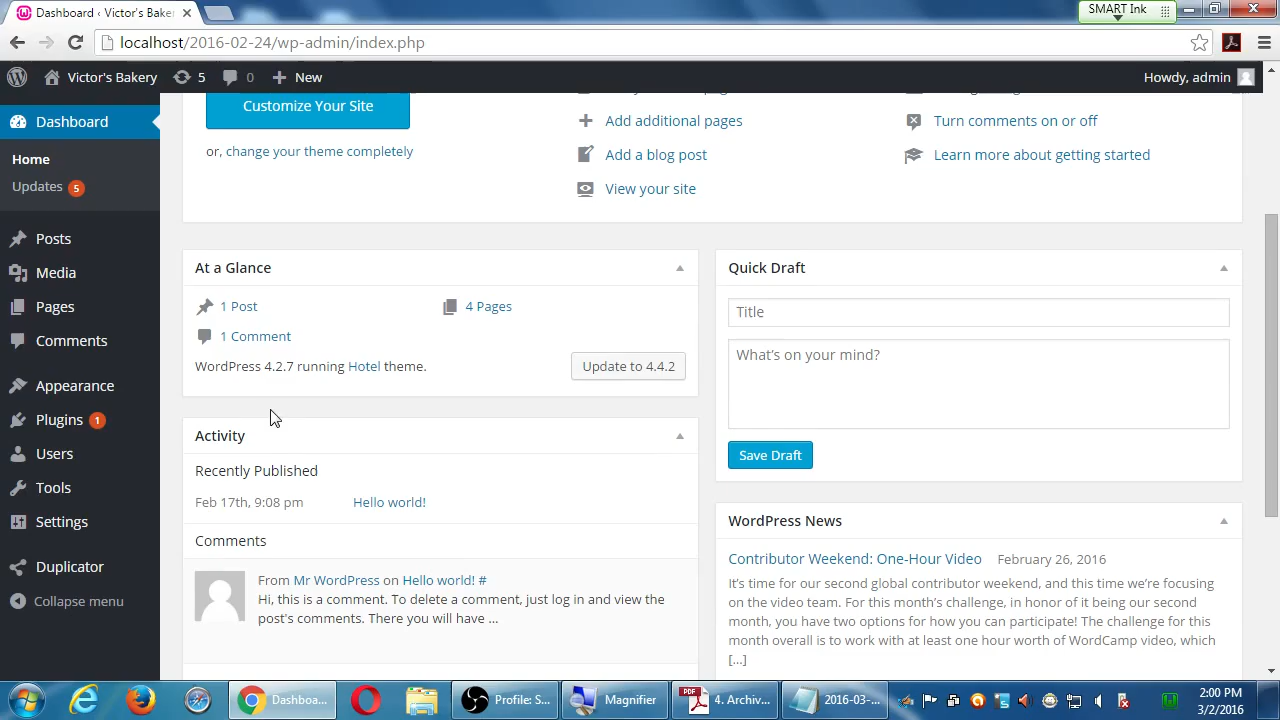 Dashboard ‹ Victor's Bake
SMART Ink
localhost/2016-02-24/wp-admin/index.php
Victor's Bakery
5
0
New
Howdy, admin
Dashboard
Home
Updates 5
Posts
Media
Pages
Comments
Appearance
Plugins 1
Users
Tools
Settings
Duplicator
Collapse menu
Customize Your Site
or, change your theme completely
Add additional pages
Add a blog post
View your site
Turn comments on or off
Learn more about getting started
At a Glance
1 Post
4 Pages
1 Comment
WordPress 4.2.7 running Hotel theme.
Update to 4.4.2
Activity
Recently Published
Feb 17th, 9:08 pm
Hello world!
Comments
From Mr WordPress on Hello world! #
Hi, this is a comment. To delete a comment, just log in and view the
post's comments. There you will have ...
Quick Draft
Title
What's on your mind?
Save Draft
WordPress News
Contributor Weekend: One-Hour Video February 26, 2016
It's time for our second global contributor weekend, and this time we're focusing
on the video team. For this month's challenge, in honor of it being our second
month, you have two options for how you can participate! The challenge for this
month overall is to work with at least one hour worth of WordCamp video, which
[...]
Dashboa...
Profile: S...
Magnifier
PDF
4. Archiv...
2016-03-...
2:00 PM
3/2/2016